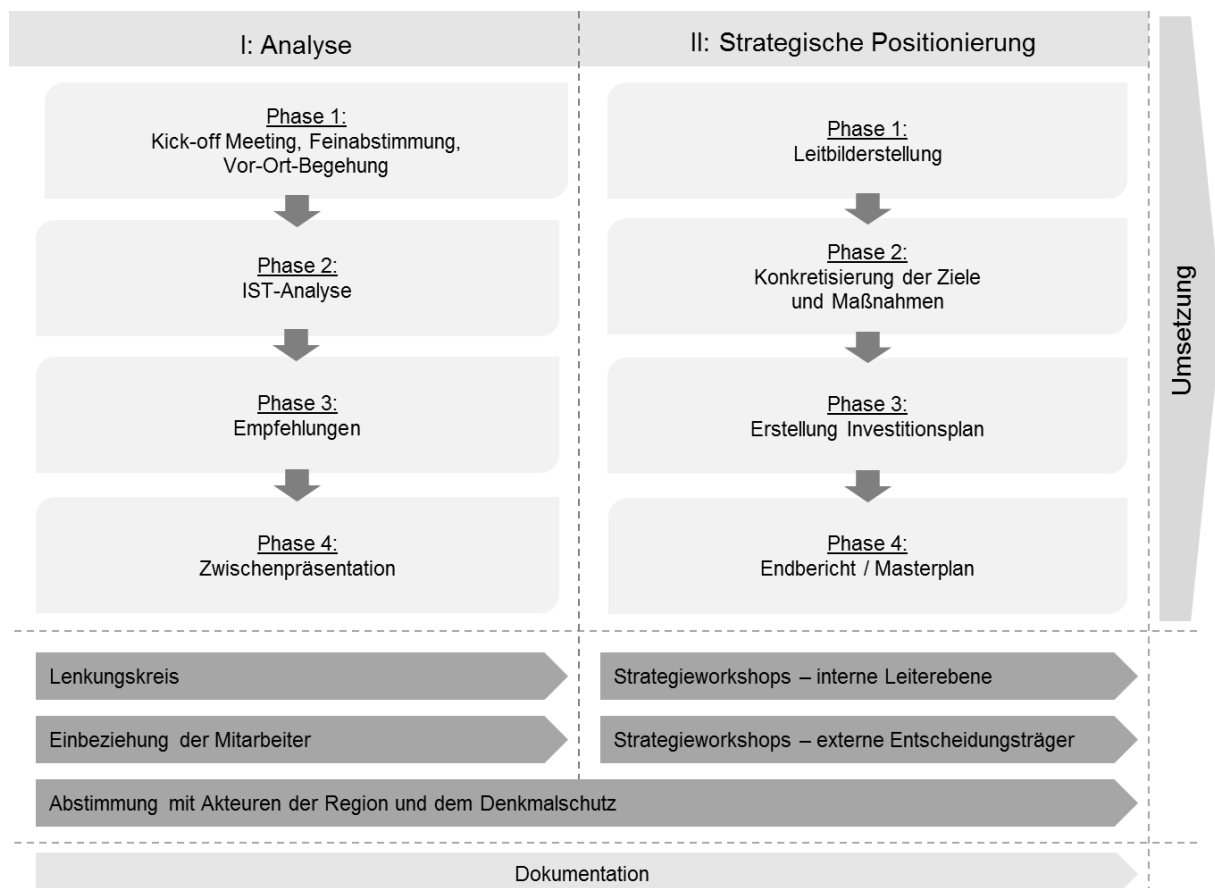 I: Analyse
II: Strategische Positionierung
Phase 1:
Kick-off Meeting, Feinabstimmung,
Vor-Ort-Begehung
Phase 2:
IST-Analyse
Phase 3:
Empfehlungen
Phase 4:
Zwischenpräsentation
Phase 1:
Leitbilderstellung
Phase 2:
Konkretisierung der Ziele
und Maßnahmen
Phase 3:
Erstellung Investitionsplan
Phase 4:
Endbericht / Masterplan
Umsetzung
Lenkungskreis
Strategieworkshops – interne Leiterebene
Einbeziehung der Mitarbeiter
Strategieworkshops – externe Entscheidungsträger
Abstimmung mit Akteuren der Region und dem Denkmalschutz
Dokumentation